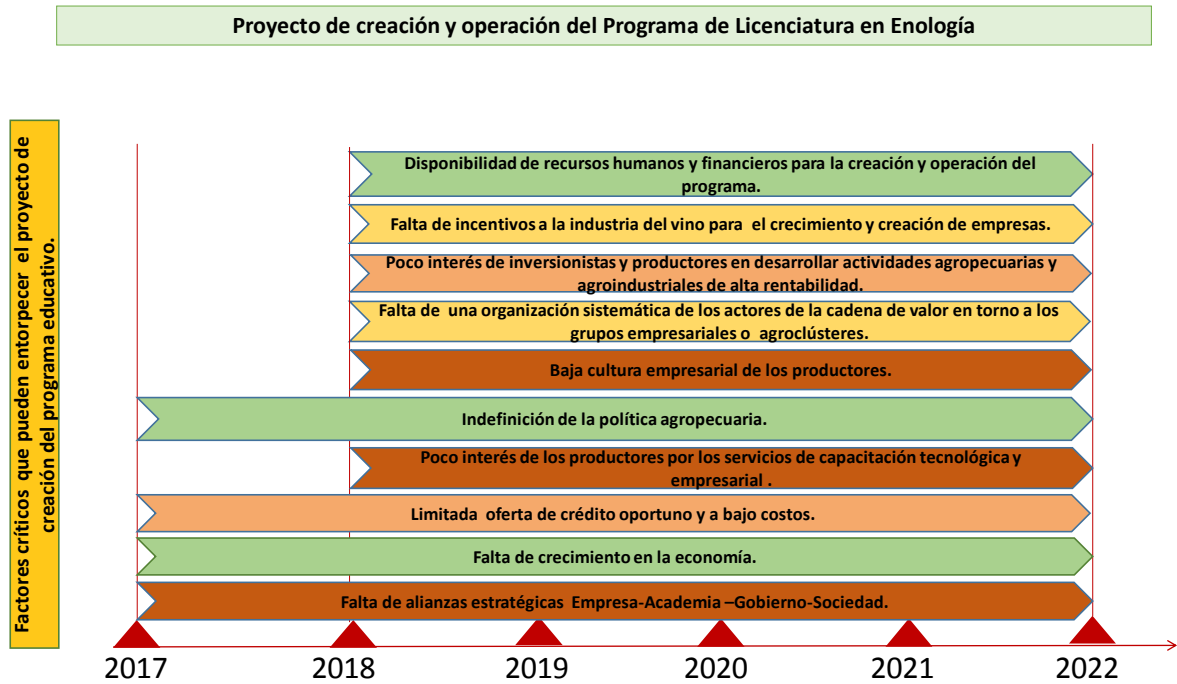 Proyecto de creación y operación del Programa de Licenciatura en Enología
Factores críticos que pueden entorpecer el proyecto de
creación del programa educativo.
Disponibilidad de recursos humanos y financieros para la creación y operación del
programa.
Falta de incentivos a la industria del vino para el crecimiento y creación de empresas.
Poco interés de inversionistas y productores en desarrollar actividades agropecuarias y
agroindustriales de alta rentabilidad.
Falta de una organización sistemática de los actores de la cadena de valor en torno a los
grupos empresariales o agroclústeres.
Baja cultura empresarial de los productores.
Indefinición de la política agropecuaria.
Poco interés de los productores por los servicios de capacitación tecnológica y
empresarial .
Limitada oferta de crédito oportuno y a bajo costos.
Falta de crecimiento en la economía.
Falta de alianzas estratégicas Empresa-Academia –Gobierno-Sociedad.
2017 2018 2019 2020 2021 2022